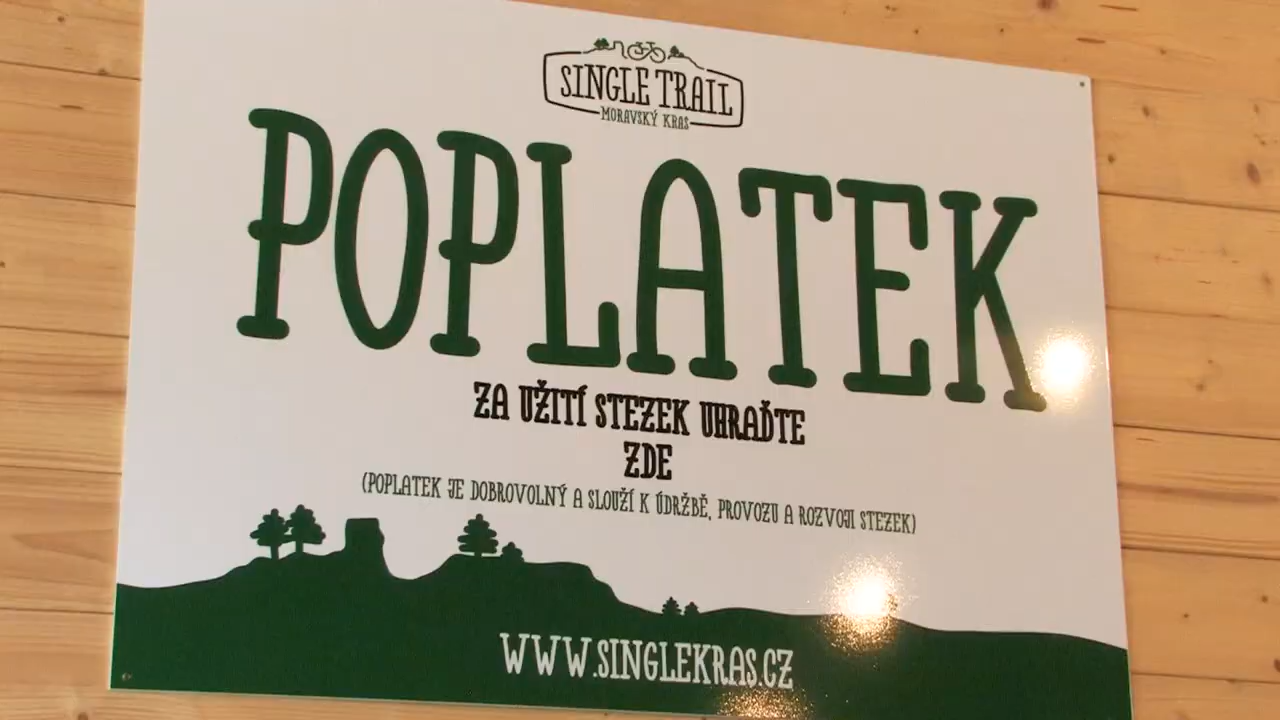 SINGLE TRAIL
MORAVSKÝ KRAS
POPLATEK
ZA UŽITÍ STEZEK UHRAĎTE
ZDE
(POPLATEK JE DOBROVOLNÝ A SLOUŽÍ K ÚDRŽBĚ, PROVOZU A ROZVOJI STEZEK)
WWW.SINGLEKRAS.CZ